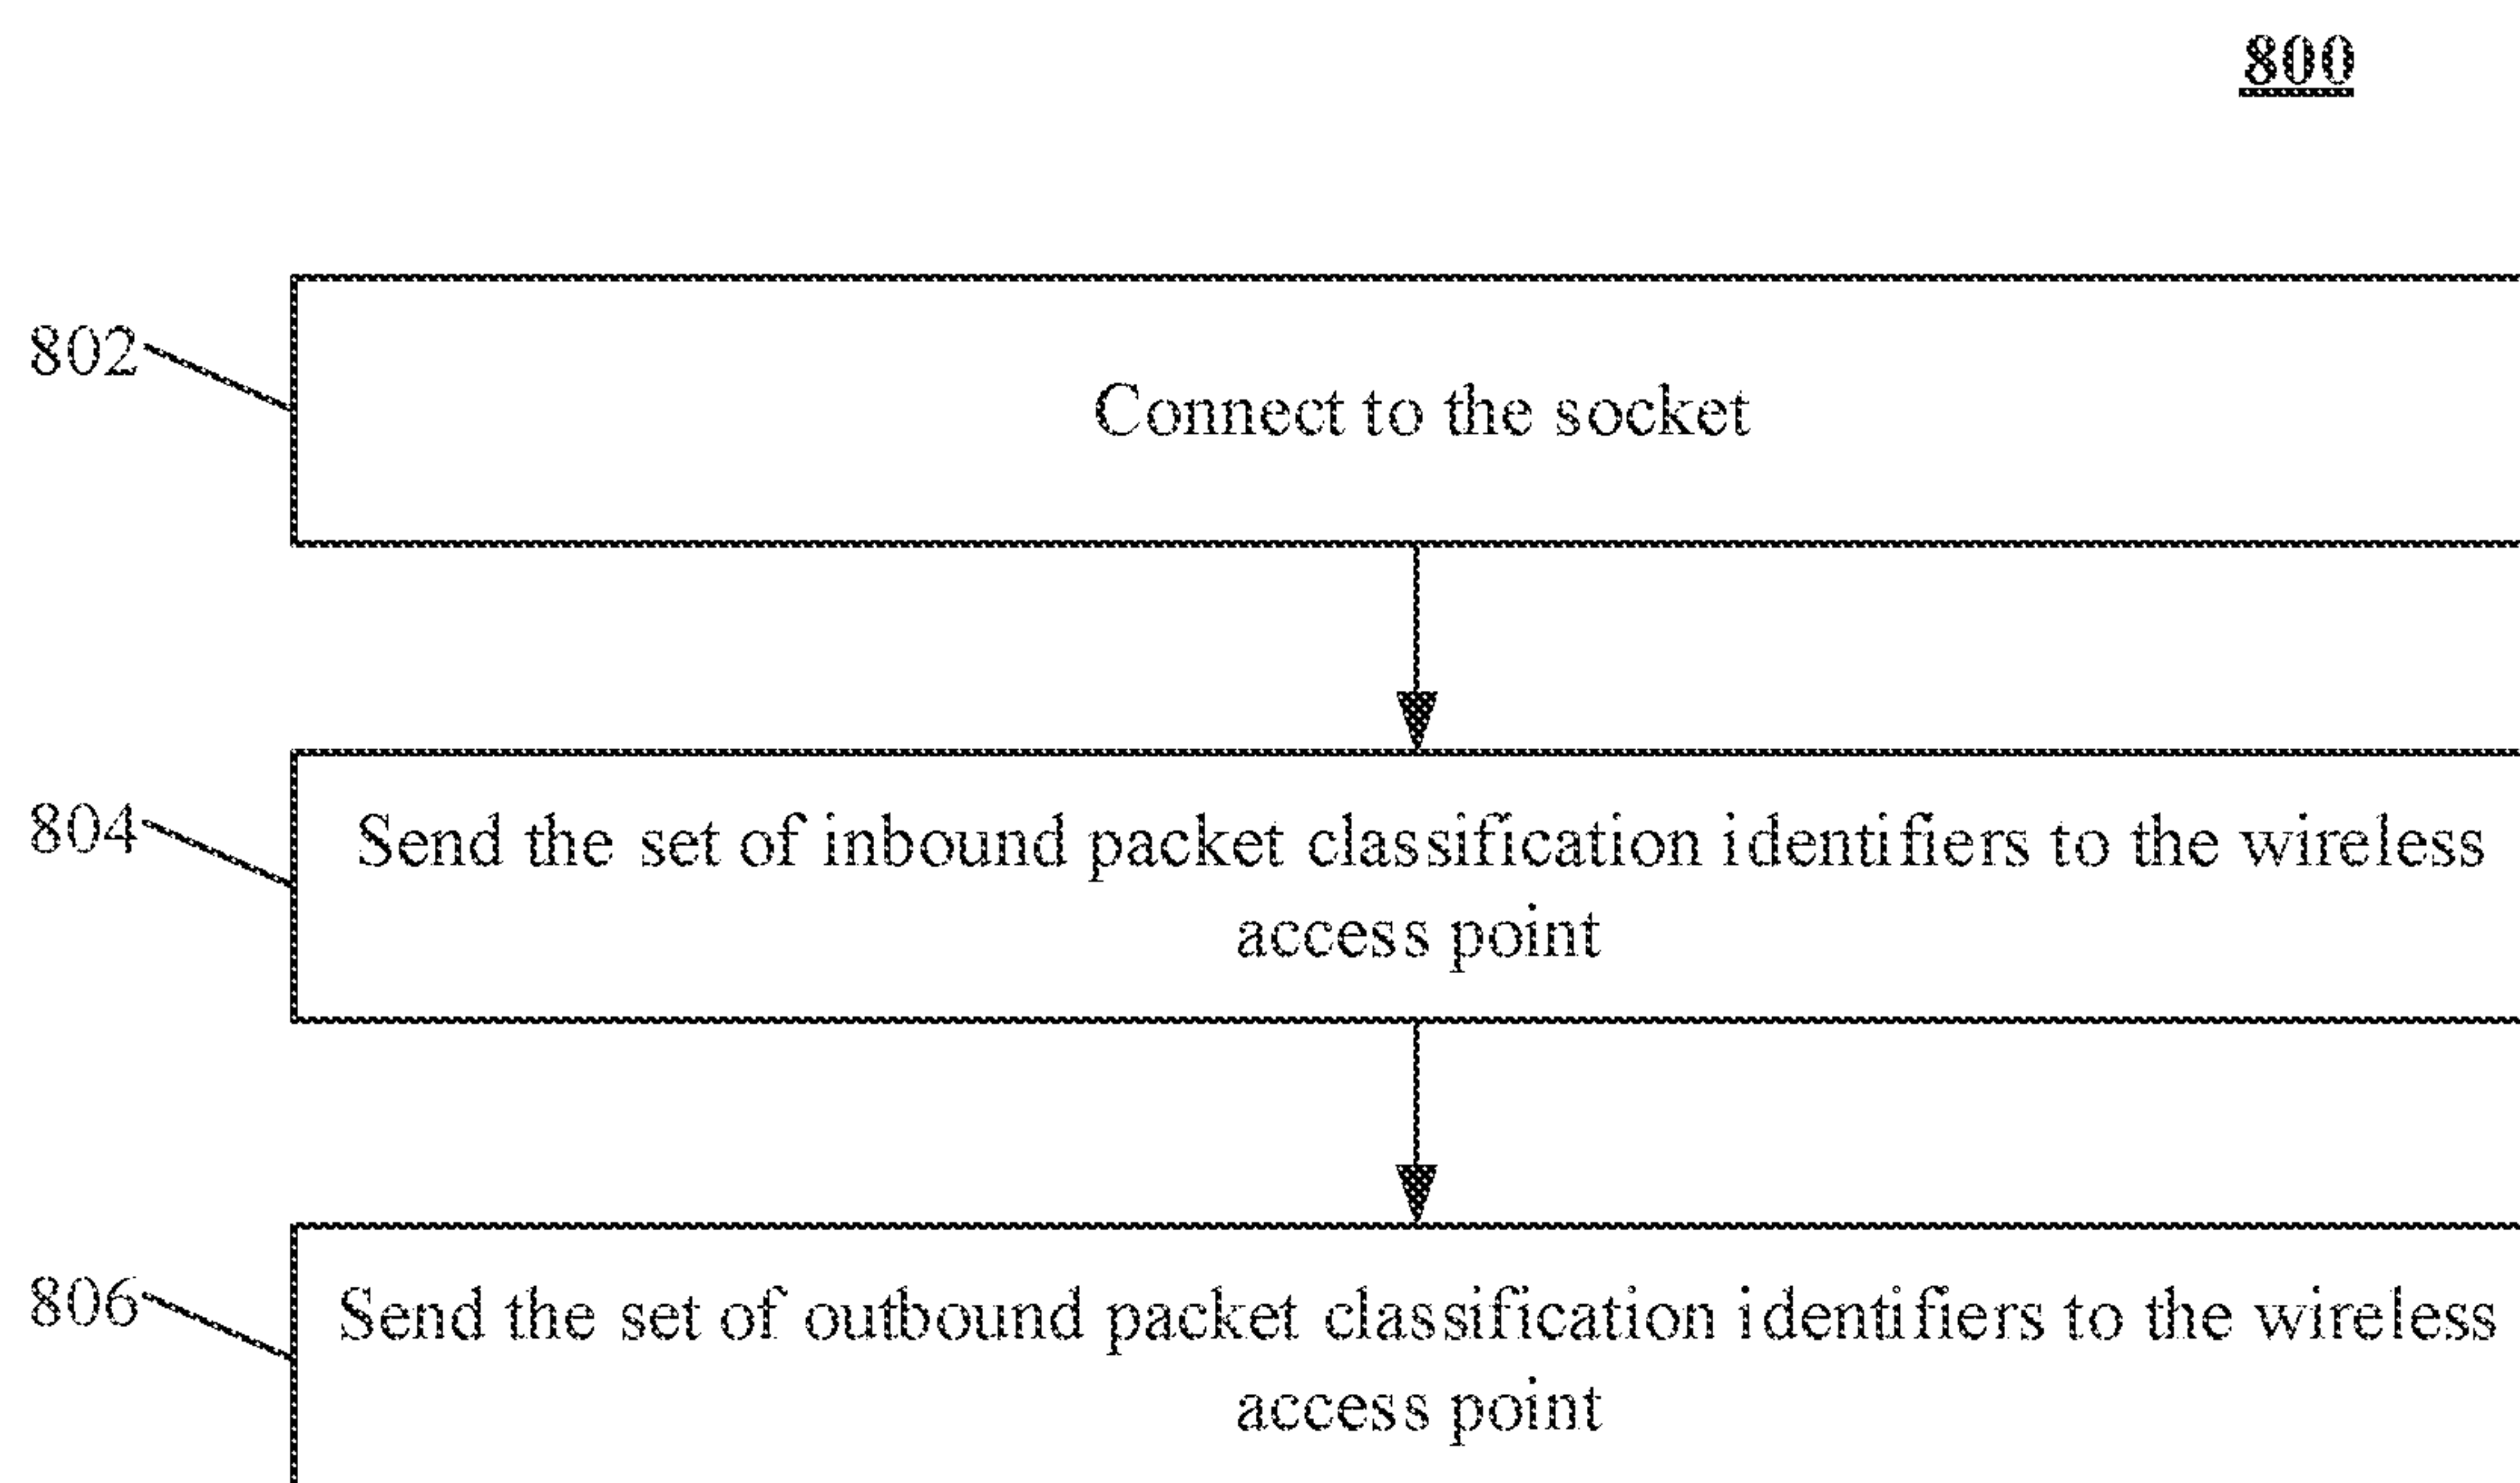 800
802
Connect to the socket
804
Send the set of inbound packet classification identifiers to the wireless
access point
806
Send the set of outbound packet classification identifiers to the wireless
access point